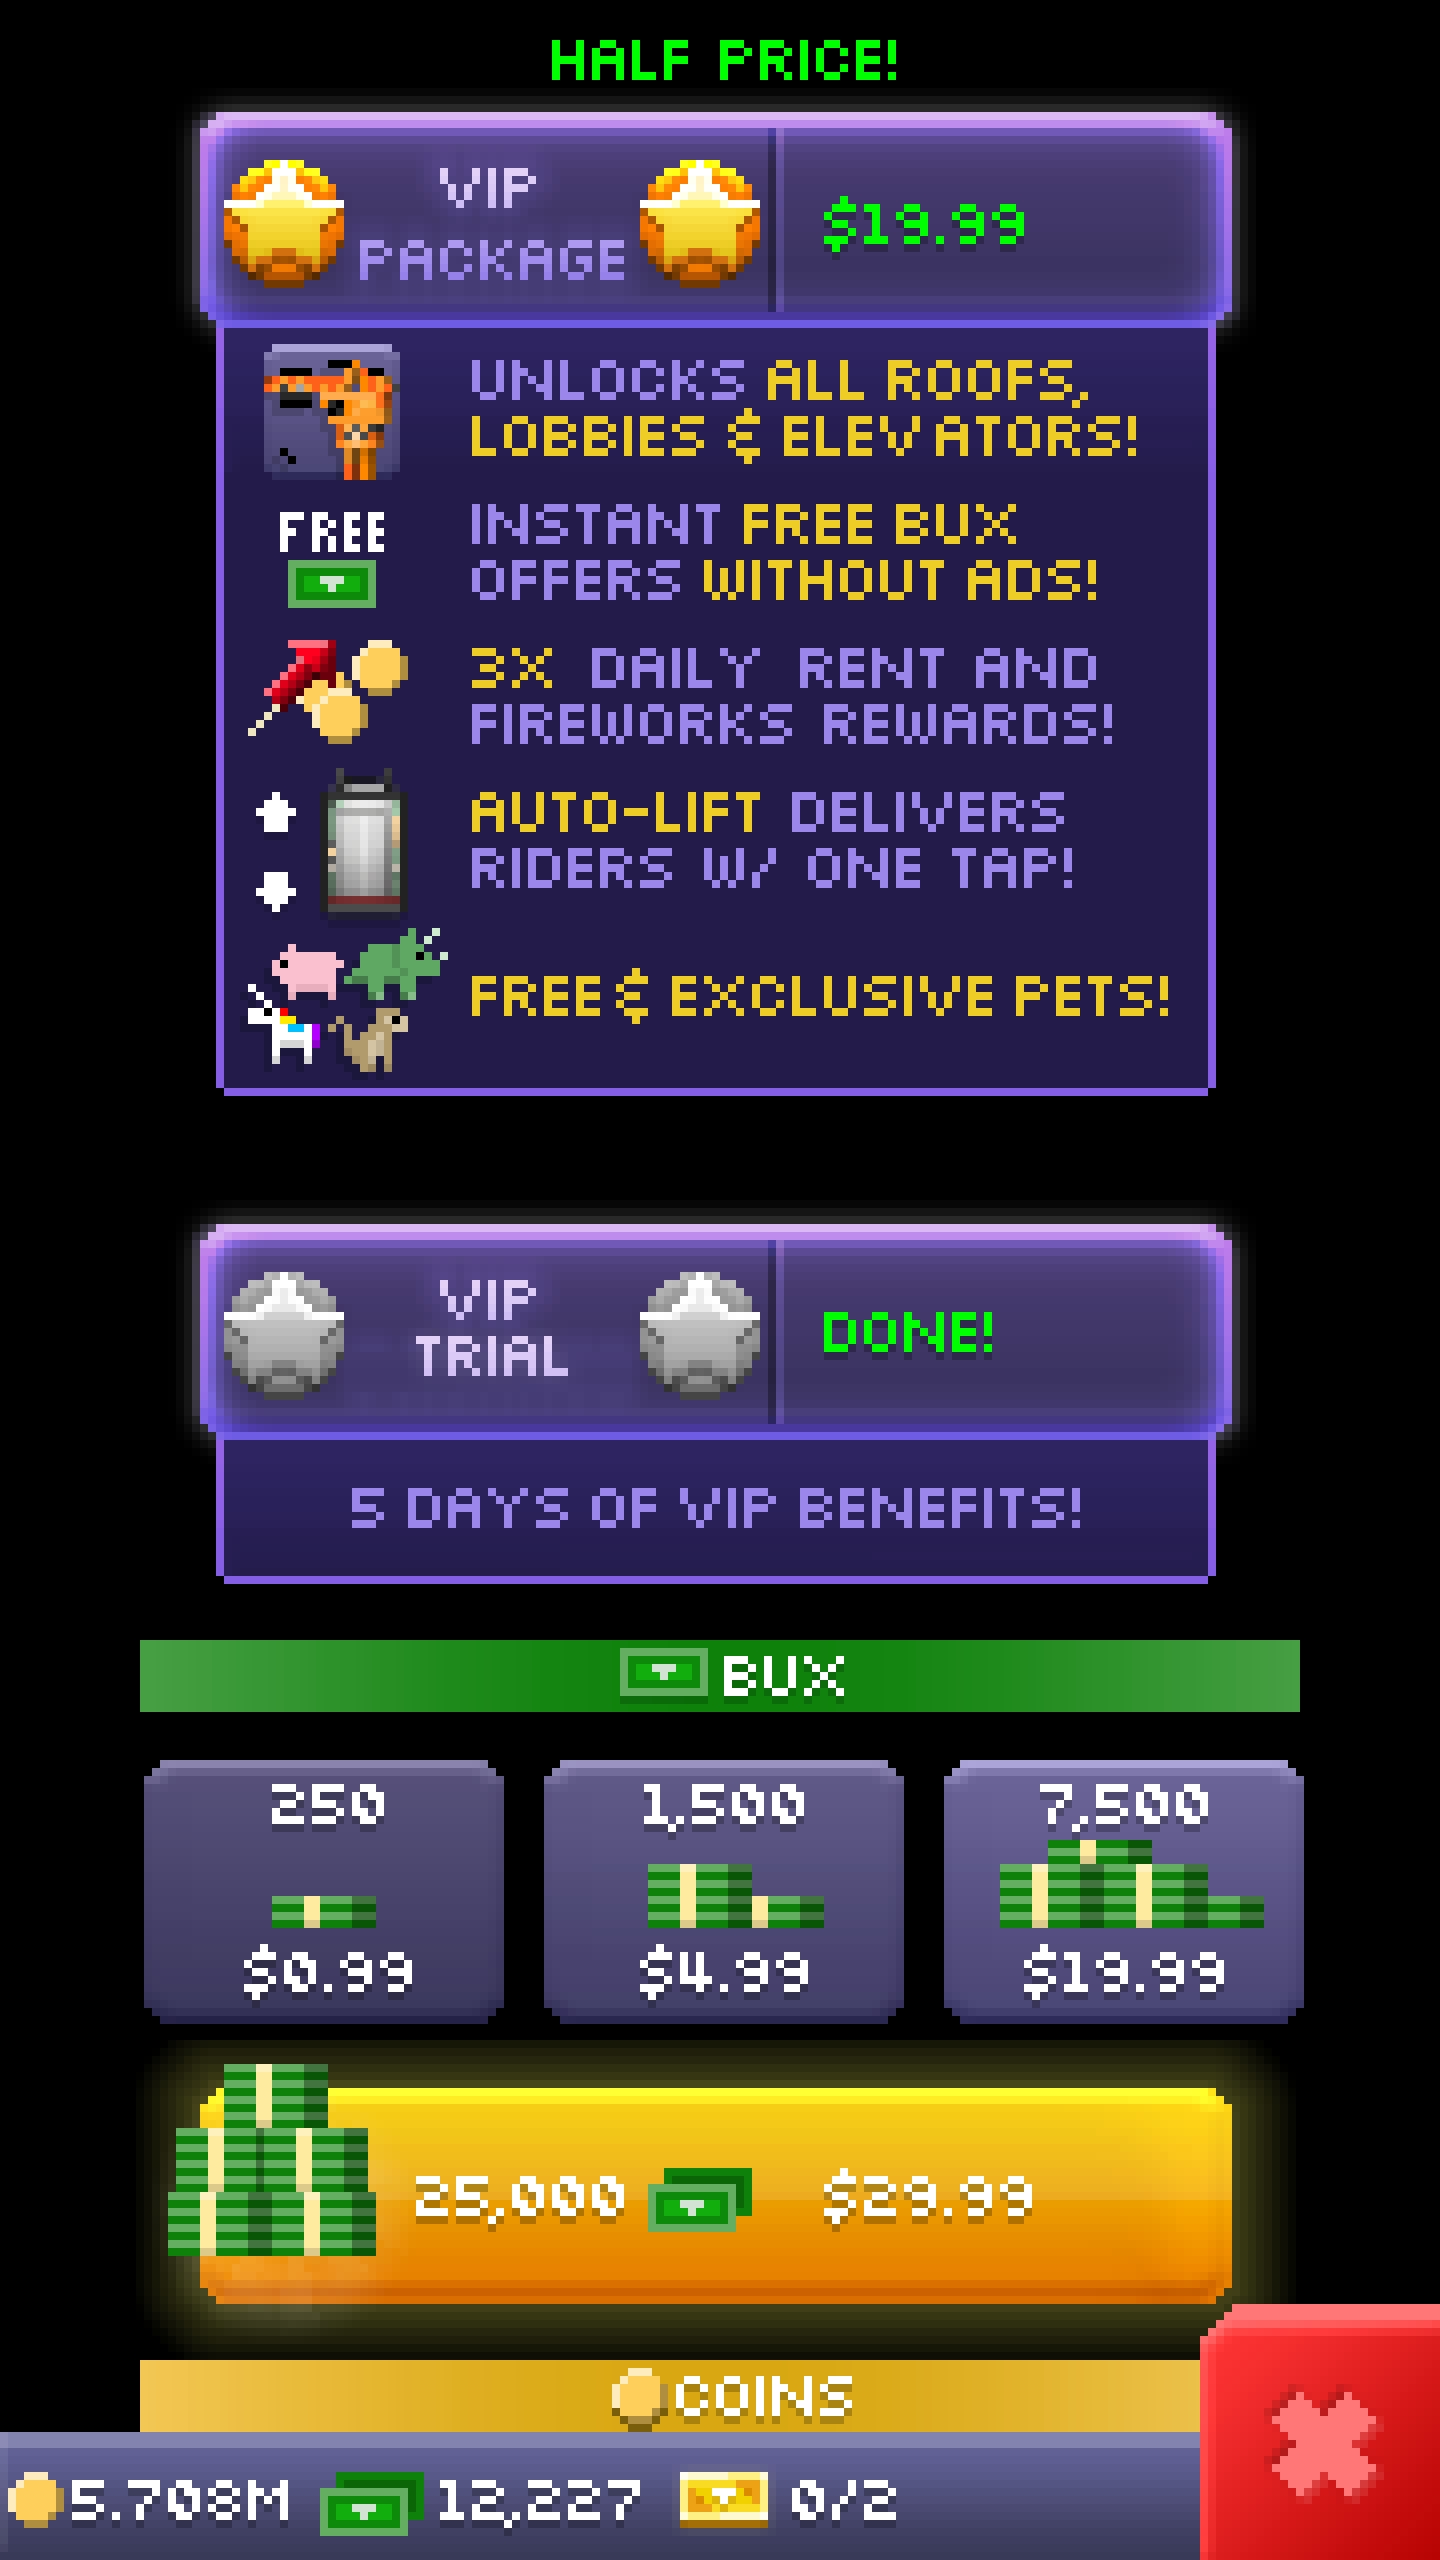 HALF PRICE!
VIP
PACKAGE
$19.99
UNLOCKS ALL ROOFS,
LOBBIES & ELEVATORS!
FREE
INSTANT FREE BUX
OFFERS WITHOUT ADS!
3X DAILY RENT AND
FIREWORKS REWARDS!
AUTO-LIFT DELIVERS
RIDERS W/ ONE TAP!
FREE & EXCLUSIVE PETS!
VIP
TRIAL
DONE!
5 DAYS OF VIP BENEFITS!
BUX
250
$0.99
1,500
$4.99
7,500
$19.99
25,000 $29.99
COINS
5.708M 12,227 0/2